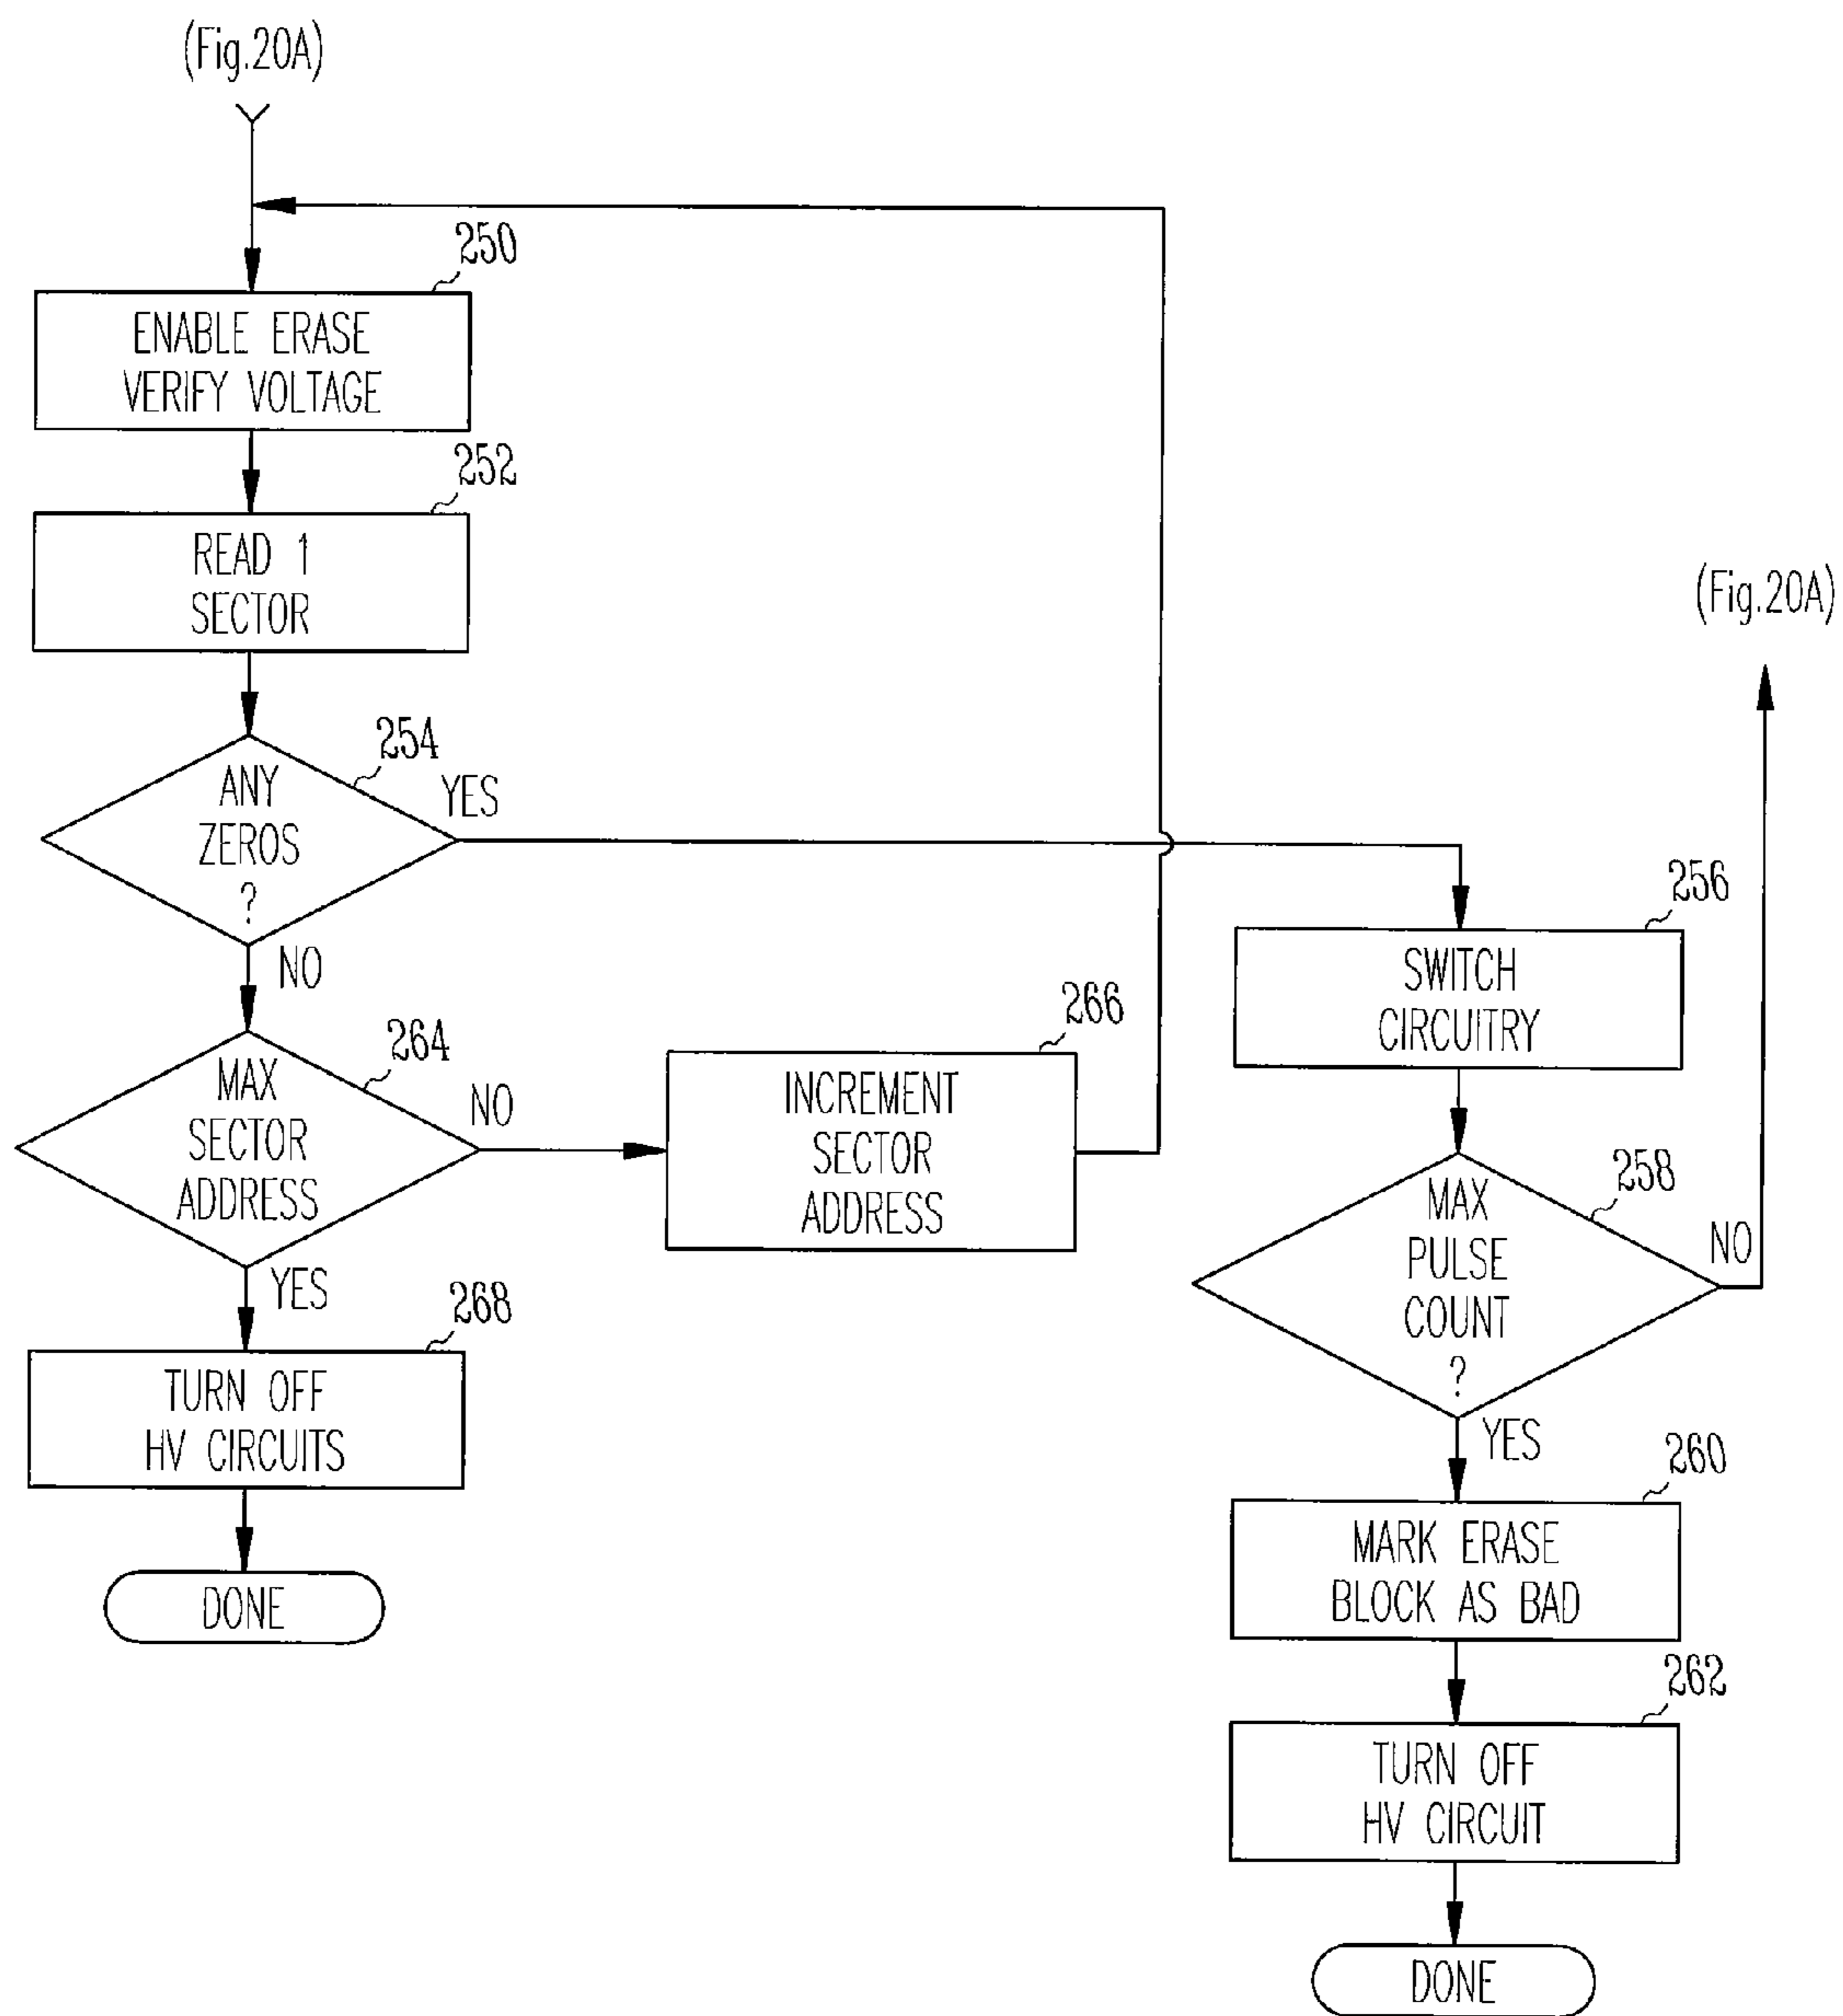 (Fig.20A)
250
ENABLE ERASE
VERIFY VOLTAGE
252
READ 1
SECTOR
254
ANY
ZEROS
?
YES
NO
264
MAX
SECTOR
ADDRESS
NO
YES
266
INCREMENT
SECTOR
ADDRESS
268
TURN OFF
HV CIRCUITS
DONE
(Fig.20A)
256
SWITCH
CIRCUITRY
258
MAX
PULSE
COUNT
?
NO
YES
260
MARK ERASE
BLOCK AS BAD
262
TURN OFF
HV CIRCUIT
DONE